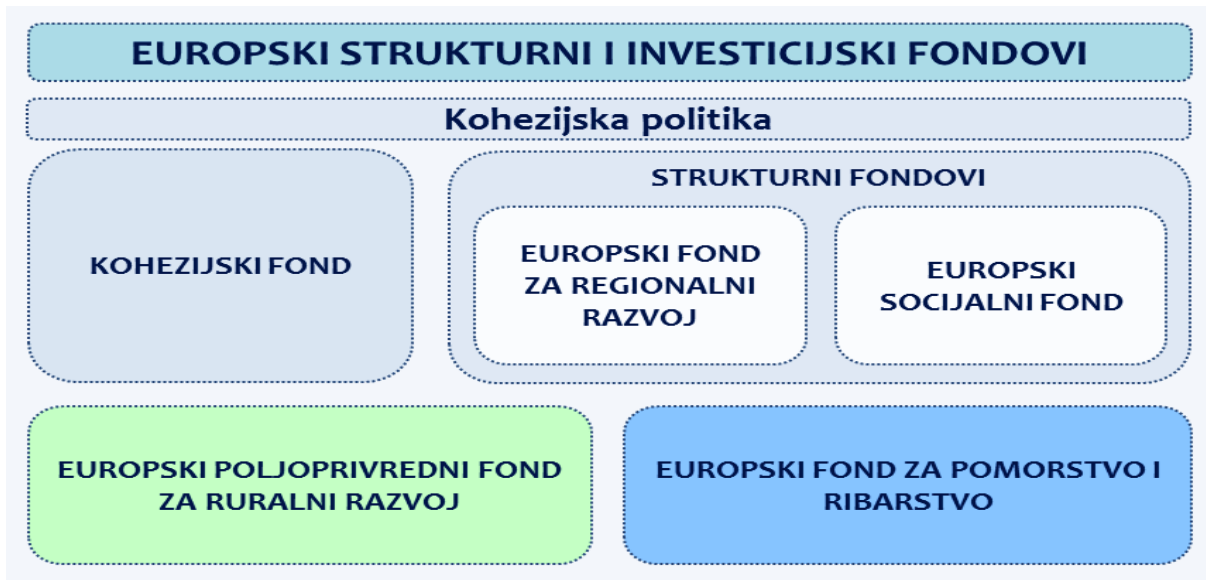 EUROPSKI STRUKTURNI I INVESTICIJSKI FONDOVI
Kohezijska politika
KOHEZIJSKI FOND
STRUKTURNI FONDOVI
EUROPSKI FOND
ZA REGIONALNI
RAZVOJ
EUROPSKI
SOCIJALNI FOND
EUROPSKI POLJOPRIVREDNI FOND
ZA RURALNI RAZVOJ
EUROPSKI FOND ZA POMORSTVO I
RIBARSTVO